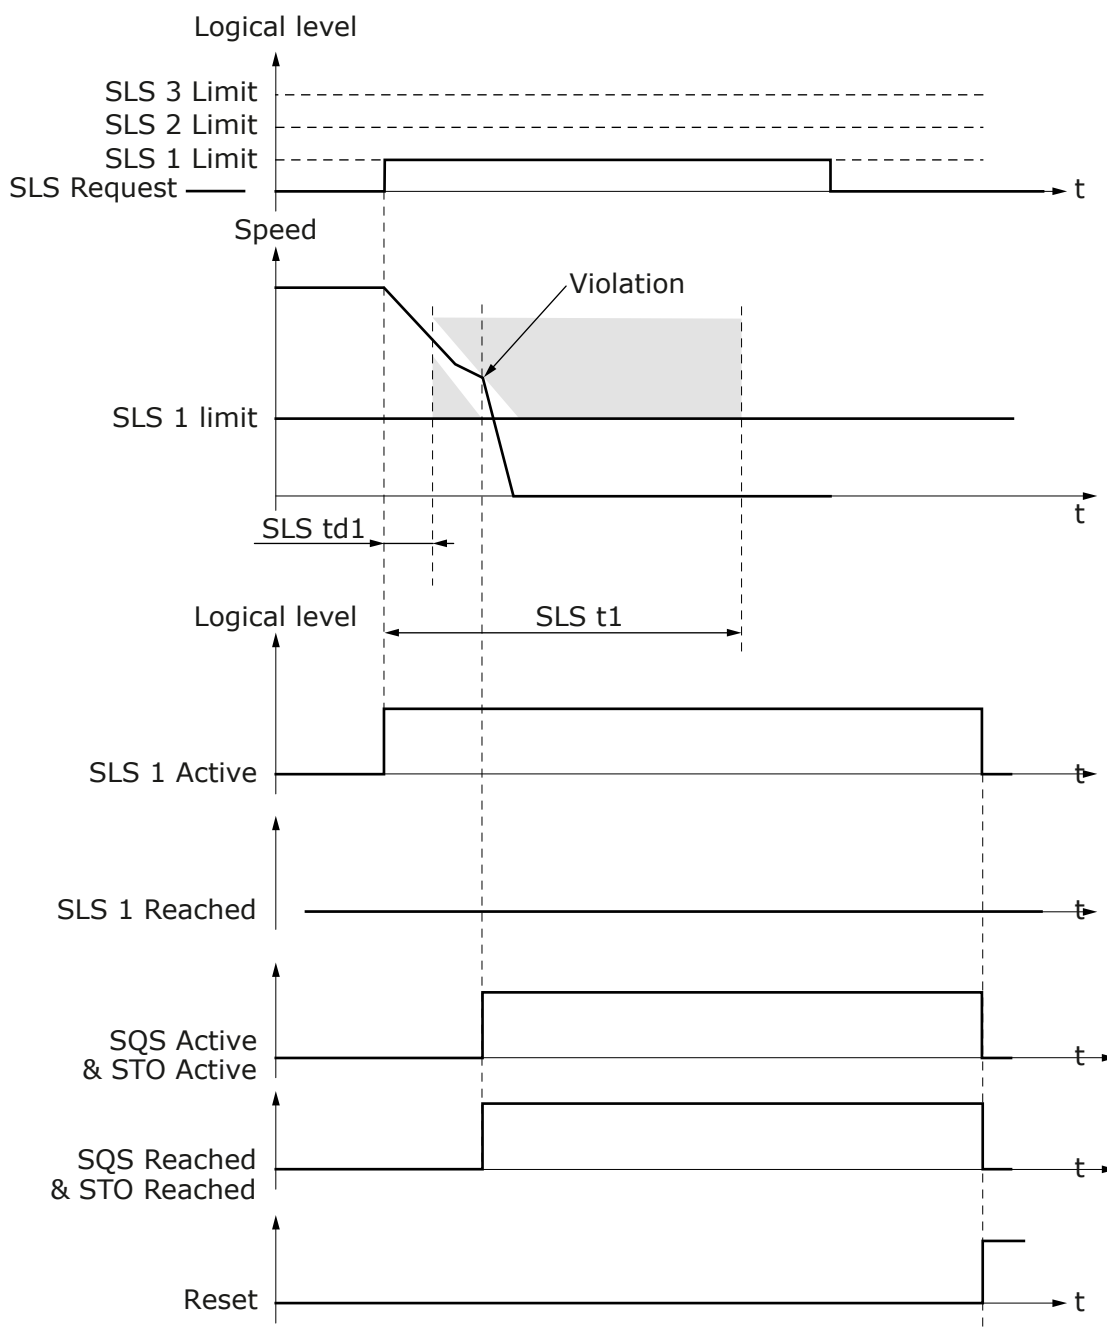 Logical level
SLS 3 Limit
SLS 2 Limit
SLS 1 Limit
SLS Request
t
Speed
Violation
SLS 1 limit
t
SLS td1
Logical level
SLS t1
SLS 1 Active
t
SLS 1 Reached
t
SQS Active
& STO Active
t
SQS Reached
& STO Reached
t
Reset
t